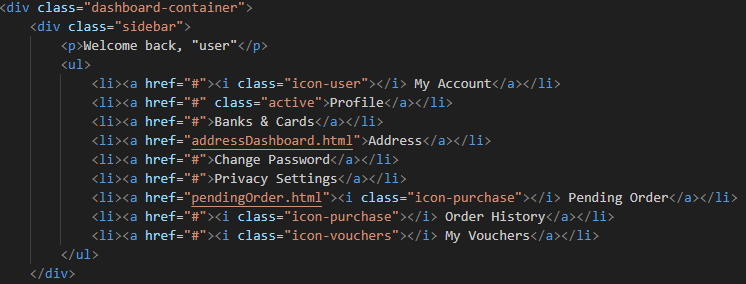 <div class="dashboard-container">
<div class="sidebar">
<p>Welcome back, "user"</p>
<ul>
<li><a href="#"><i class="icon-user"></i> My Account</a></li>
<li><a href="#" class="active">Profile</a></li>
<li><a href="#">Banks & Cards</a></li>
<li><a href="addressDashboard.html">Address</a></li>
<li><a href="#">Change Password</a></li>
<li><a href="#">Privacy Settings</a></li>
<li><a href="pendingOrder.html"><i class="icon-purchase"></i> Pending Order</a></li>
<li><a href="#"><i class="icon-purchase"></i> Order History</a></li>
<li><a href="#"><i class="icon-vouchers"></i> My Vouchers</a></li>
</ul>
</div>